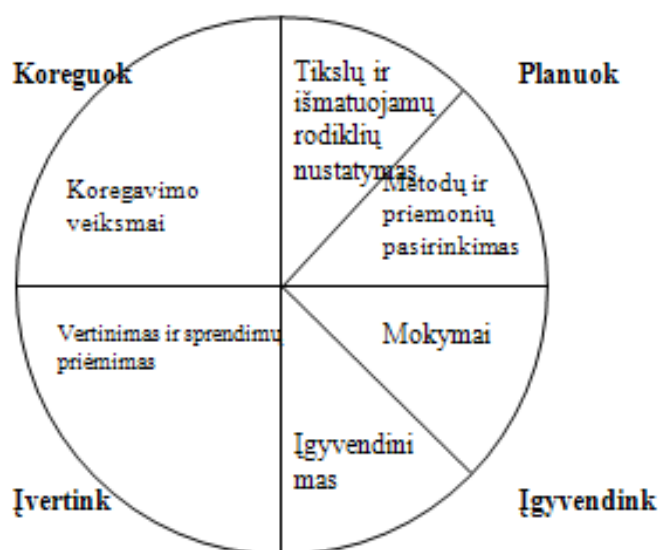 Koreguok
Tikslų ir
išmatuojamų
rodiklių
nustatymas
Planuok
Koregavimo
veiksmai
Metodų ir
priemonių
pasirinkimas
Vertinimas ir sprendimų
priėmimas
Mokymai
Įgyvendini
mas
Įvertink
Įgyvendink